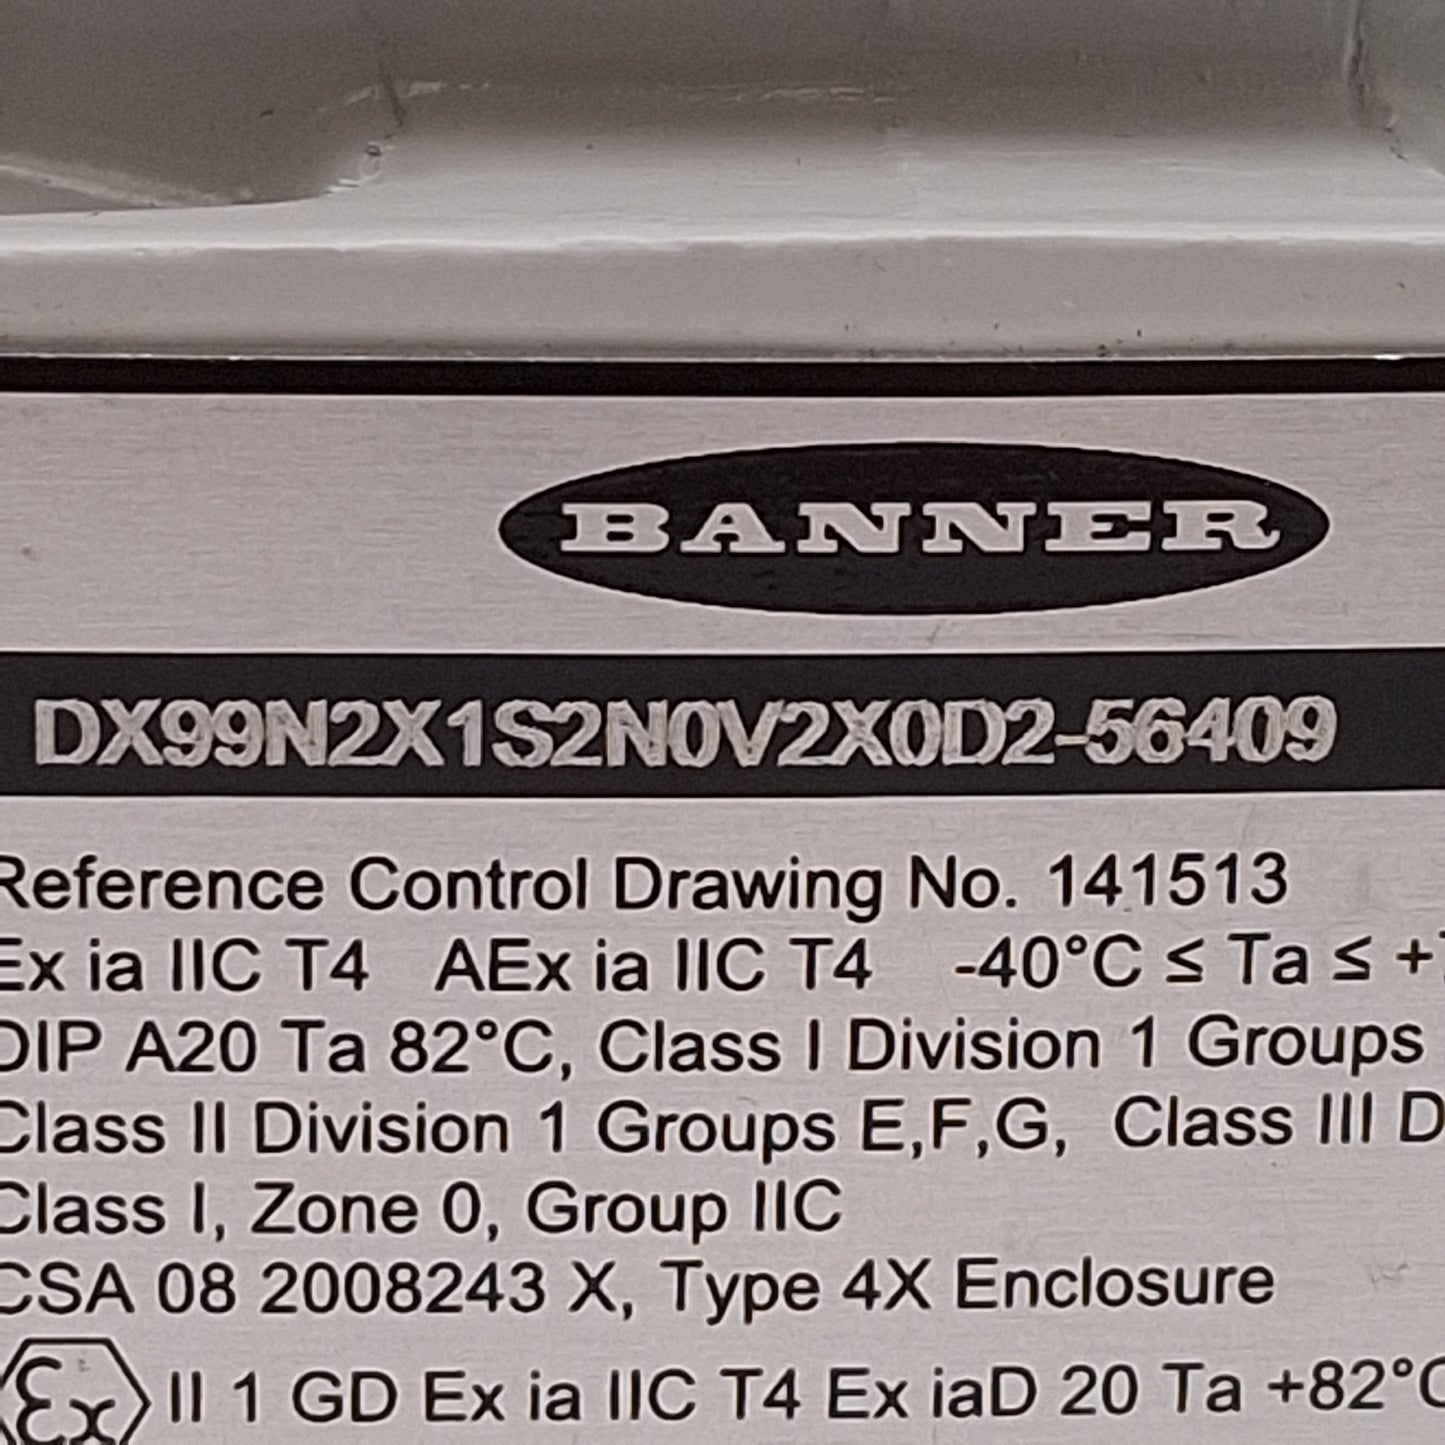 BANNER
DX99N2X1S2N0V2X0D2-56409
Reference Control Drawing No. 141513
Ex ia IIC T4 AEx ia IIC T4 -40°C ≤ Ta ≤ +
DIP A20 Ta 82°C, Class I Division 1 Groups
Class II Division 1 Groups E,F,G, Class III D
Class I, Zone 0, Group IIC
CSA 08 2008243 X, Type 4X Enclosure
Ex II 1 GD Ex ia IIC T4 Ex iaD 20 Ta +82°C